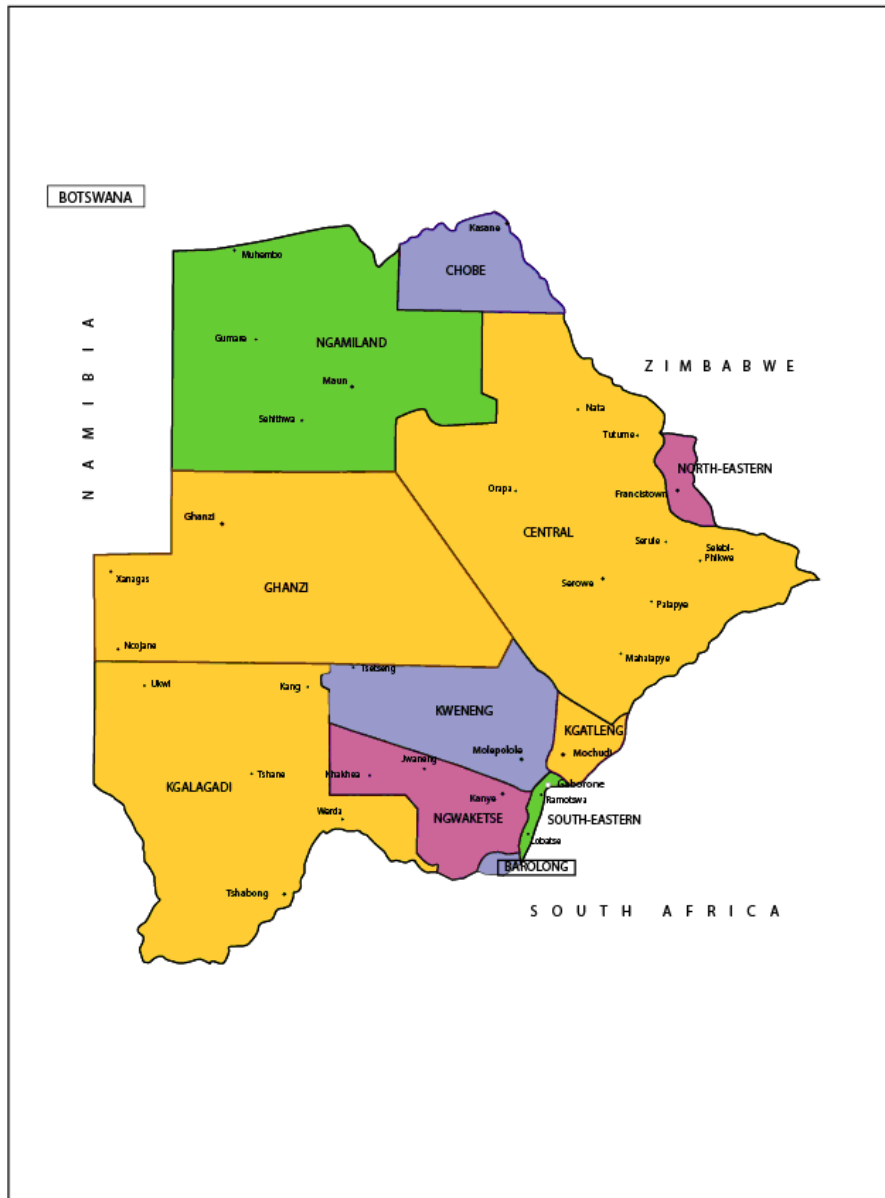 BOTSWANA
Kasane
Muhembo
CHOBE
NAMIBIA
Gumare
NGAMILAND
ZIMBABWE
Maun
Nata
Sehithwa
Tutume
NORTH-EASTERN
Orapa
Francistown
Ghanzi
CENTRAL
Serule
Selebi-
Phikwe
Xanagas
GHANZI
Serowe
Palapye
Ncojane
Mahalapye
Tsetseng
Ukwi
Kang
KWENENG
KGATLENG
Molepolole
Mochudi
Jwaneng
Tshane
Khakhea
KGALAGADI
Gaborone
Kanye
Ramotswa
Werda
NGWAKETSE
SOUTH-EASTERN
Lobatse
BAROLONG
Tshabong
SOUTH AFRICA